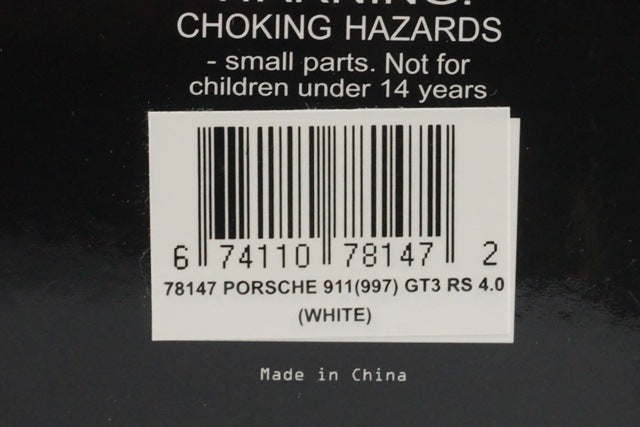 WARNING:
CHOKING HAZARDS
- small parts. Not for
children under 14 years
6 74110 78147 2
78147 PORSCHE 911(997) GT3 RS 4.0
(WHITE)
Made in China